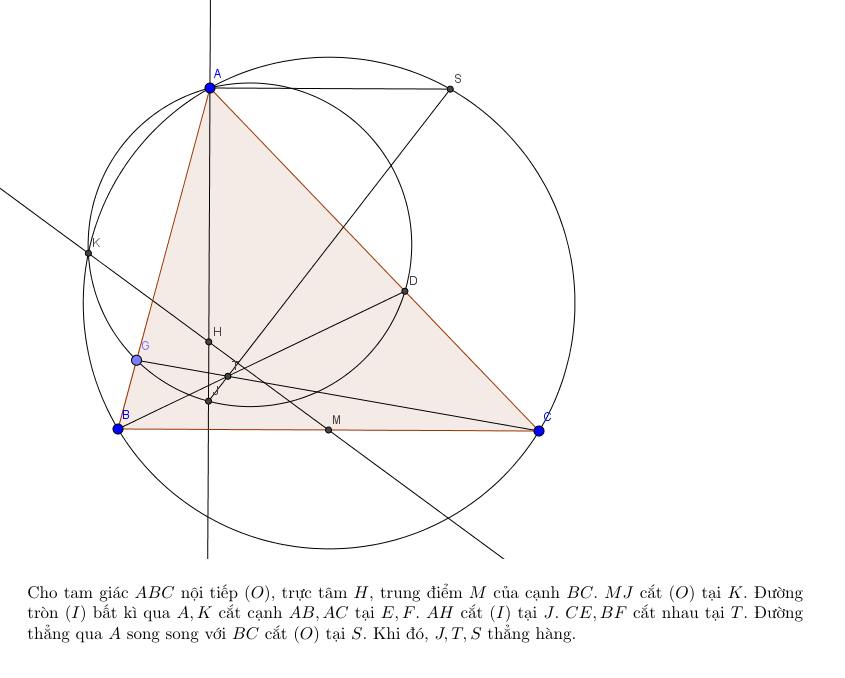 A
S
K
D
H
G
T
J
B
M
C
Cho tam giác ABC nội tiếp (O), trực tâm H, trung điểm M của cạnh BC. MJ cắt (O) tại K. Đường
tròn (I) bất kì qua A, K cắt cạnh AB, AC tại E, F. AH cắt (I) tại J. CE, BF cắt nhau tại T. Đường
thẳng qua A song song với BC cắt (O) tại S. Khi đó, J, T, S thẳng hàng.